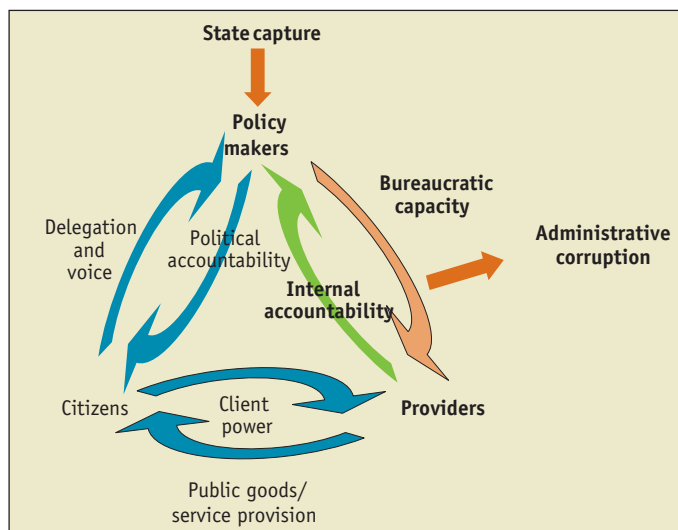 State capture
Policy
makers
Bureaucratic
capacity
Delegation
and
voice
Political
accountability
Administrative
corruption
Internal
accountability
Citizens
Client
power
Providers
Public goods/
service provision